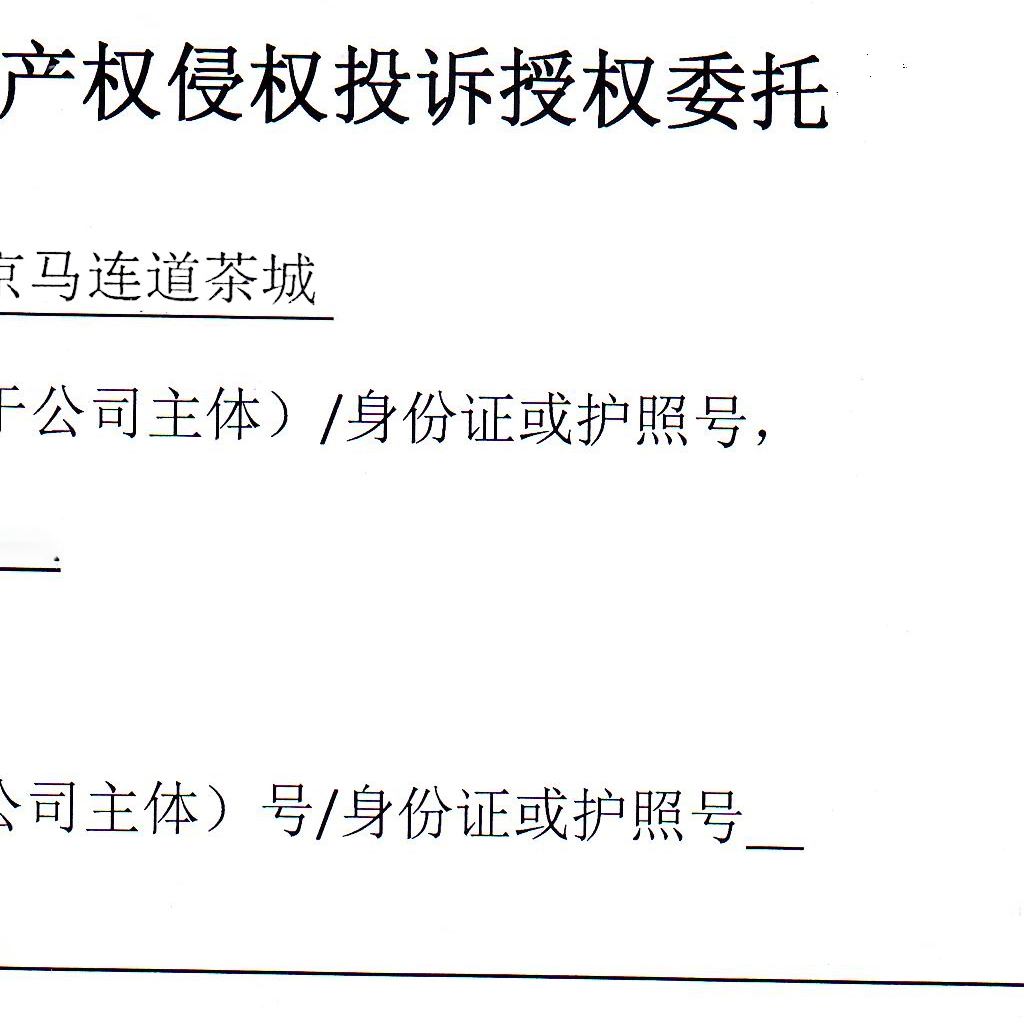 产权侵权投诉授权委托
京马连道茶城
于公司主体）/身份证或护照号，
公司主体）号/身份证或护照号